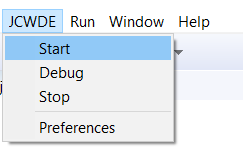 JCWDE Run Window Help
Start
Debug
Stop
Preferences